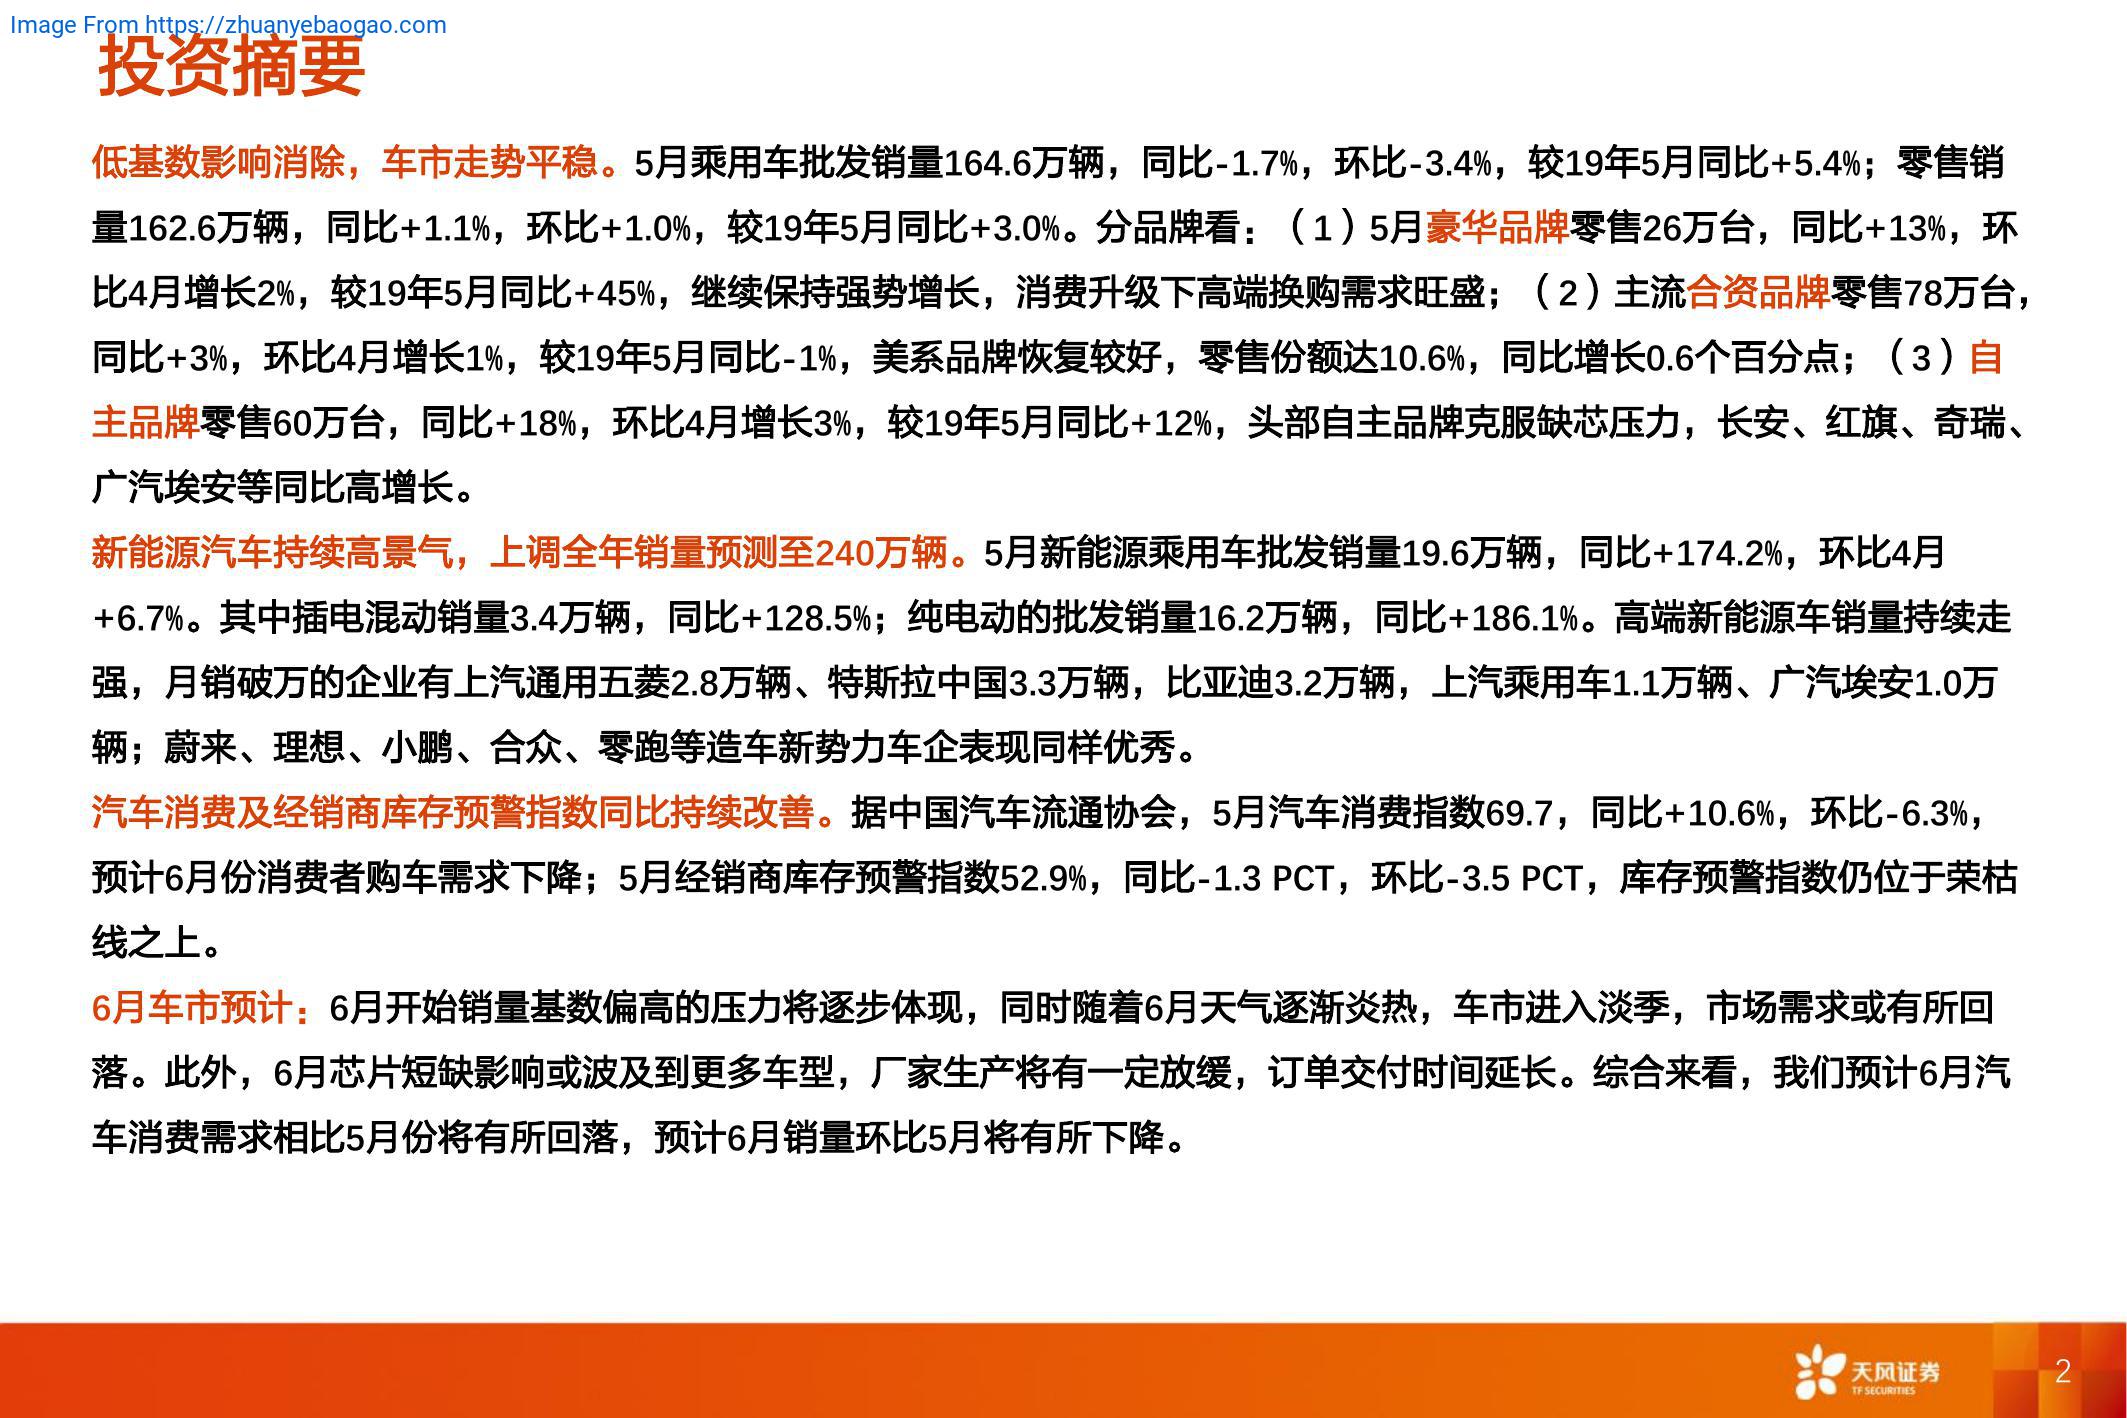 Image From https://zhuanyebaogao.com
投资摘要
低基数影响消除，车市走势平稳。5月乘用车批发销量164.6万辆，同比-1.7%，环比-3.4%，较19年5月同比+5.4%；零售销
量162.6万辆，同比+1.1%，环比+1.0%，较19年5月同比+3.0%。分品牌看：（1）5月豪华品牌零售26万台，同比+13%，环
比4月增长2%，较19年5月同比+45%，继续保持强势增长，消费升级下高端换购需求旺盛；（2）主流合资品牌零售78万台，
同比+3%，环比4月增长1%，较19年5月同比-1%，美系品牌恢复较好，零售份额达10.6%，同比增长0.6个百分点；（3）自
主品牌零售60万台，同比+18%，环比4月增长3%，较19年5月同比+12%，头部自主品牌克服缺芯压力，长安、红旗、奇瑞、
广汽埃安等同比高增长。
新能源汽车持续高景气，上调全年销量预测至240万辆。5月新能源乘用车批发销量19.6万辆，同比+174.2%，环比4月
+6.7%。其中插电混动销量3.4万辆，同比+128.5%；纯电动的批发销量16.2万辆，同比+186.1%。高端新能源车销量持续走
强，月销破万的企业有上汽通用五菱2.8万辆、特斯拉中国3.3万辆，比亚迪3.2万辆，上汽乘用车1.1万辆、广汽埃安1.0万
辆；蔚来、理想、小鹏、合众、零跑等造车新势力车企表现同样优秀。
汽车消费及经销商库存预警指数同比持续改善。据中国汽车流通协会，5月汽车消费指数69.7，同比+10.6%，环比-6.3%，
预计6月份消费者购车需求下降；5月经销商库存预警指数52.9%，同比-1.3 PCT，环比-3.5 PCT，库存预警指数仍位于荣枯
线之上。
6月车市预计：6月开始销量基数偏高的压力将逐步体现，同时随着6月天气逐渐炎热，车市进入淡季，市场需求或有所回
落。此外，6月芯片短缺影响或波及到更多车型，厂家生产将有一定放缓，订单交付时间延长。综合来看，我们预计6月汽
车消费需求相比5月份将有所回落，预计6月销量环比5月将有所下降。
天风证券
TF SECURITIES
2